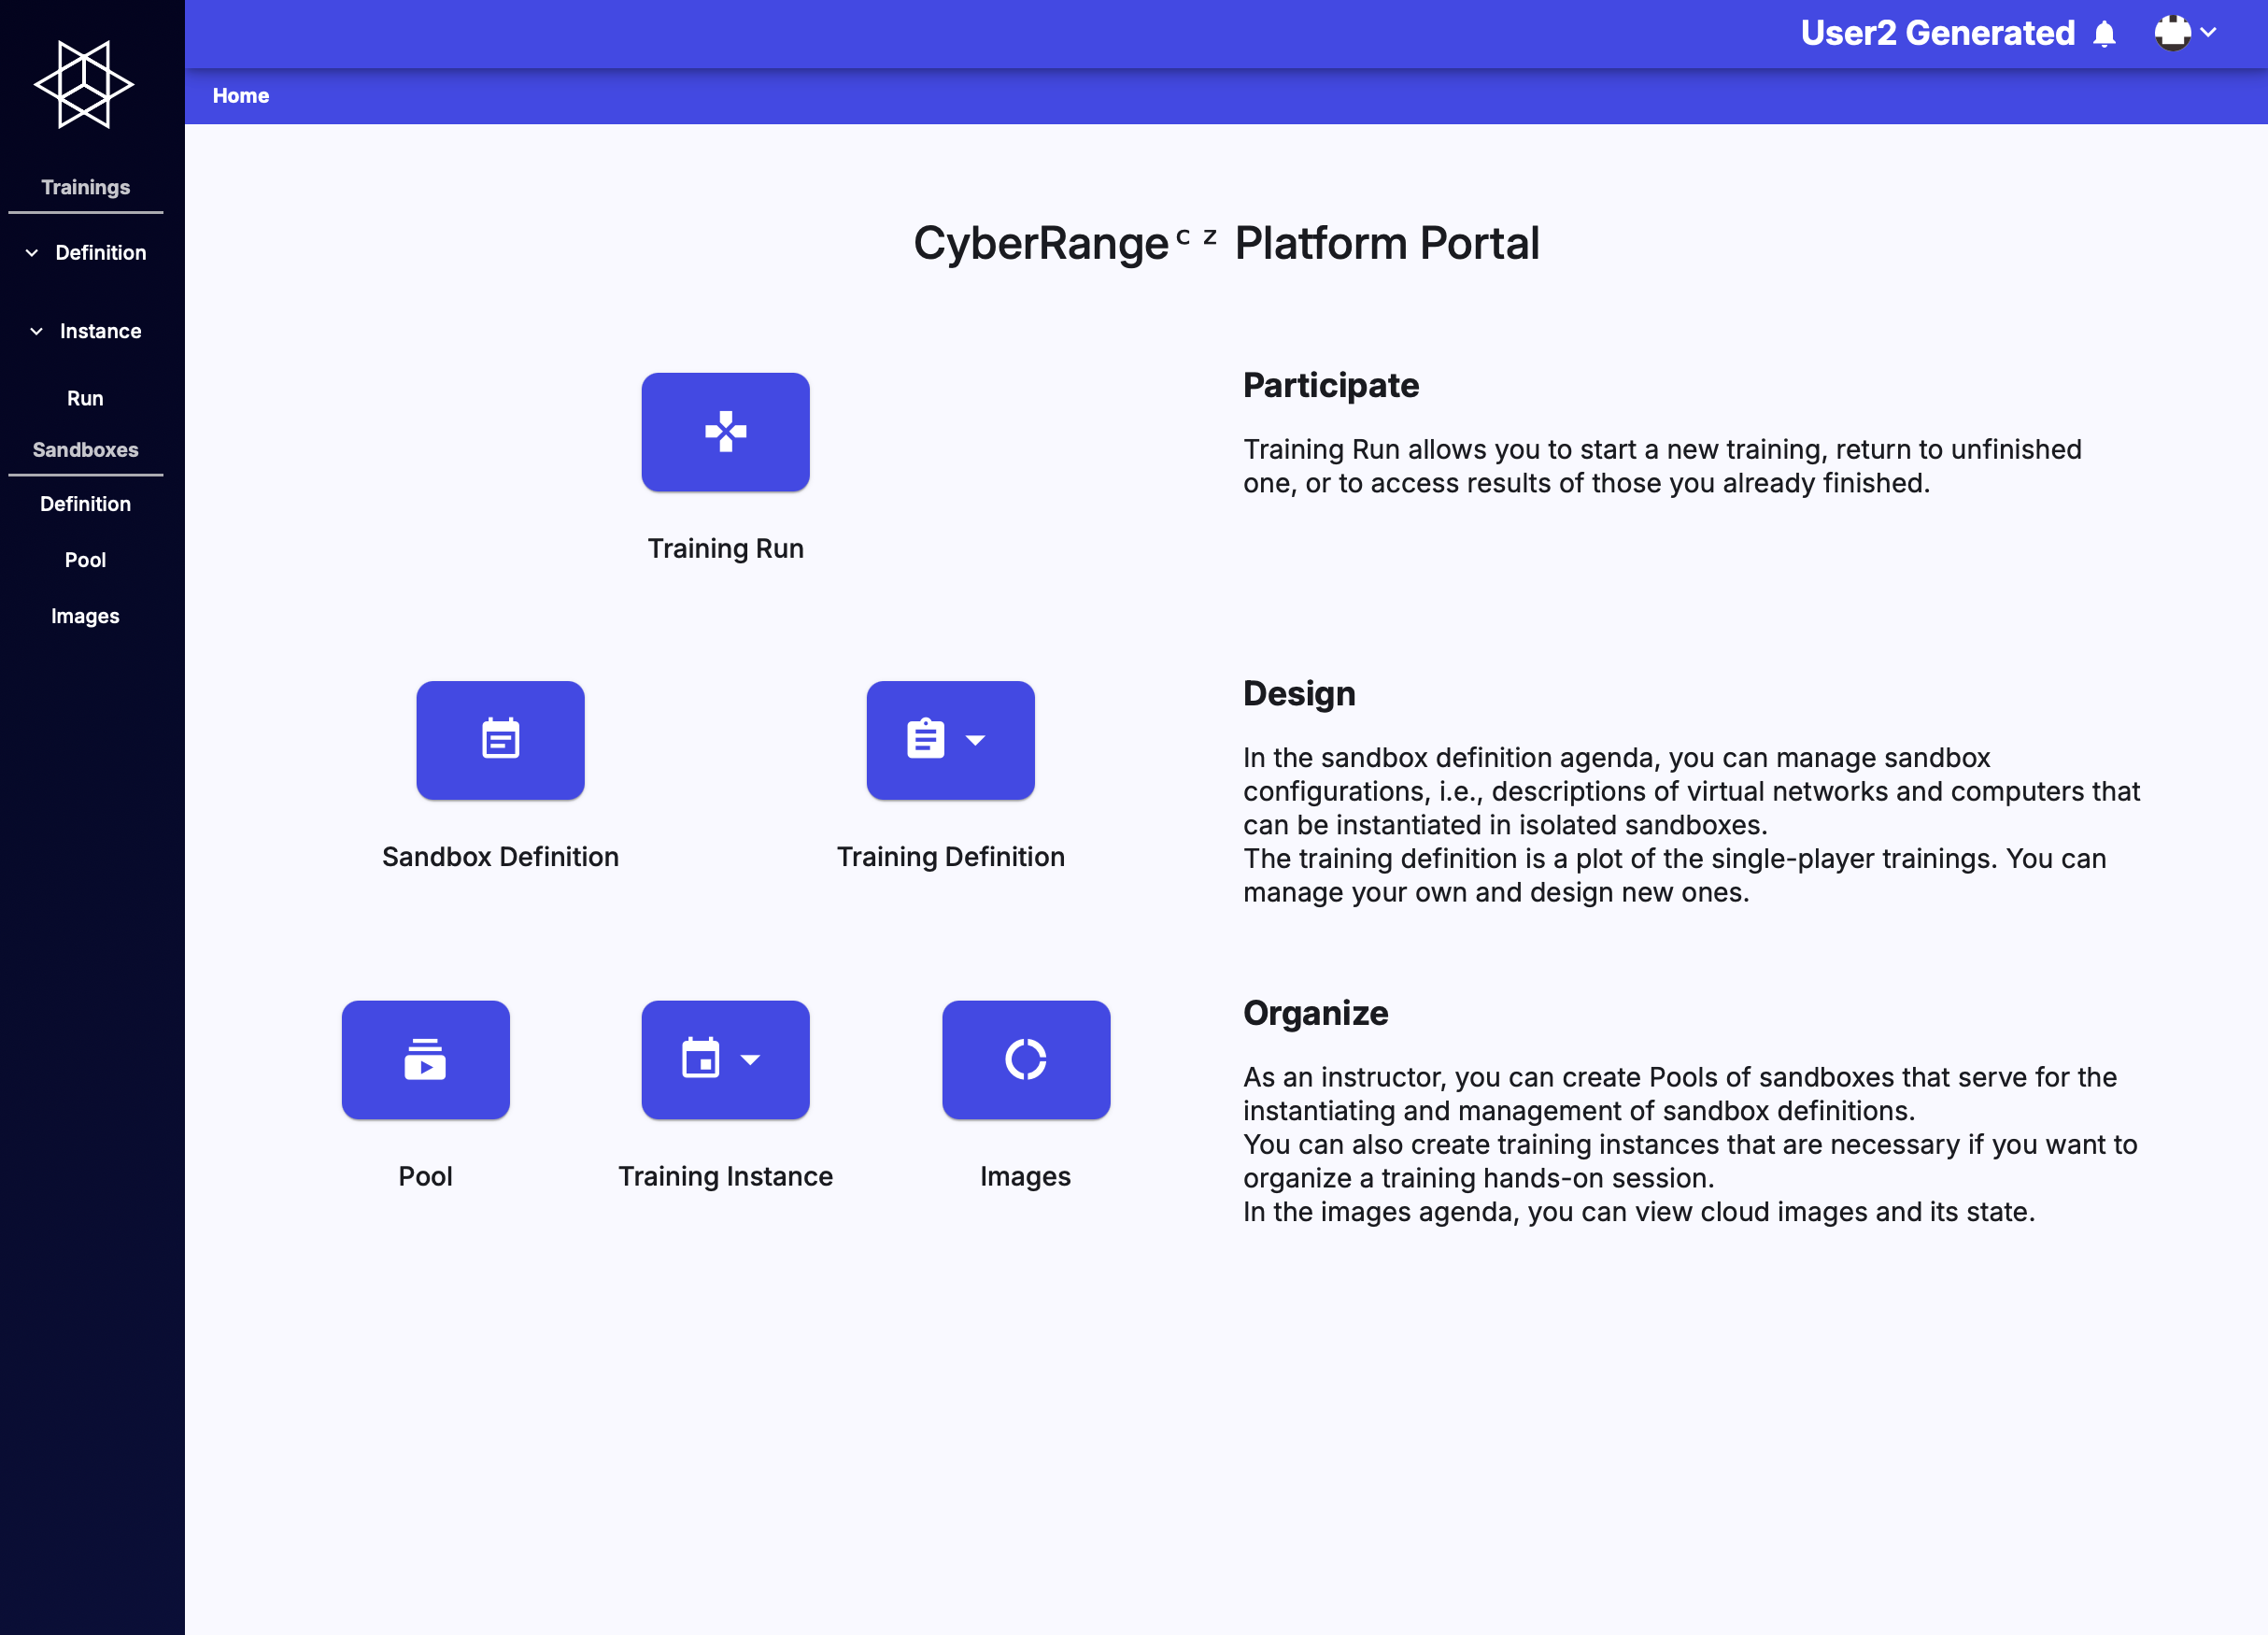 User2 Generated
Home
Trainings
Definition
Instance
Run
Sandboxes
Definition
Pool
Images
CyberRange ᶜ ᶻ Platform Portal
Training Run
Participate
Training Run allows you to start a new training, return to unfinished
one, or to access results of those you already finished.
Sandbox Definition
Training Definition
Design
In the sandbox definition agenda, you can manage sandbox
configurations, i.e., descriptions of virtual networks and computers that
can be instantiated in isolated sandboxes.
The training definition is a plot of the single-player trainings. You can
manage your own and design new ones.
Pool
Training Instance
Images
Organize
As an instructor, you can create Pools of sandboxes that serve for the
instantiating and management of sandbox definitions.
You can also create training instances that are necessary if you want to
organize a training hands-on session.
In the images agenda, you can view cloud images and its state.